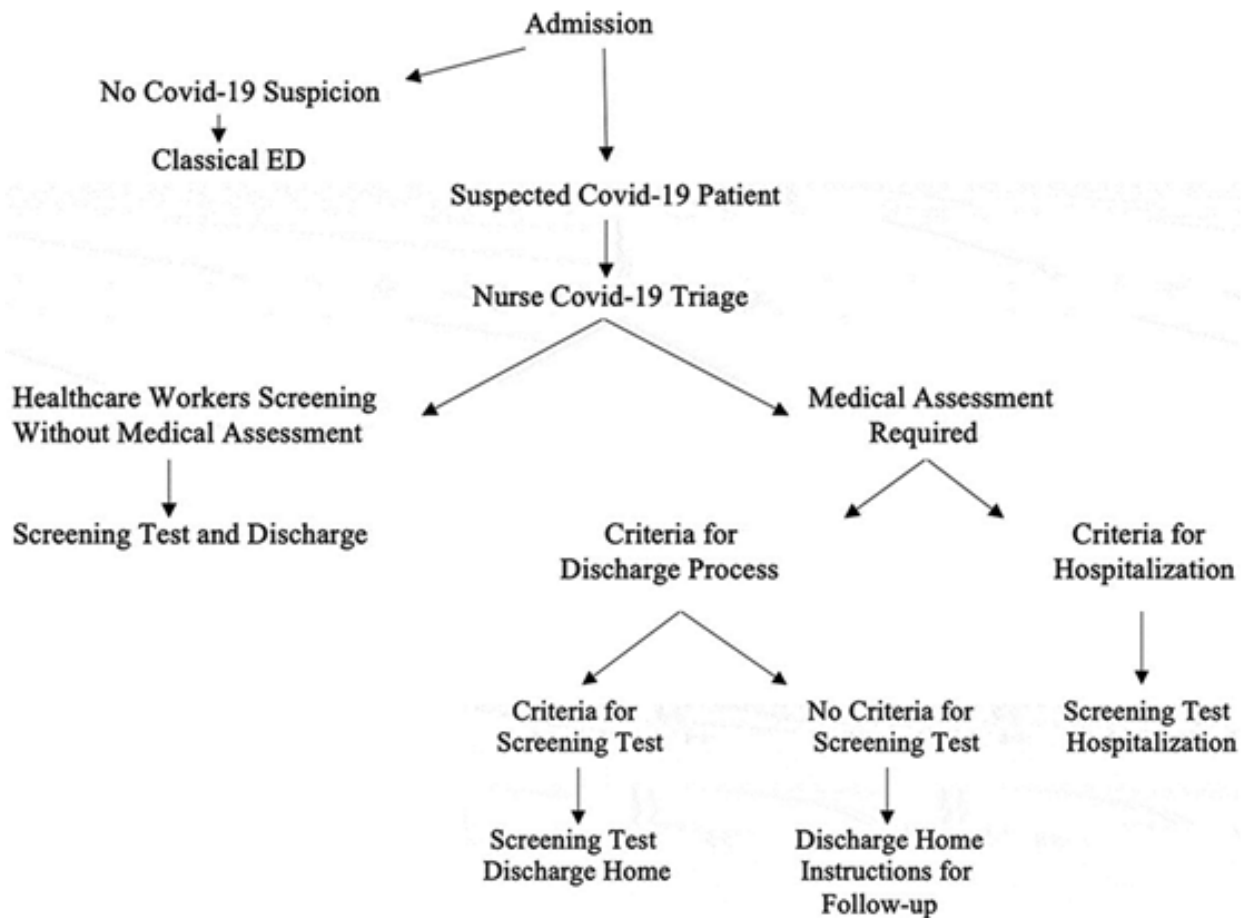 Admission
No Covid-19 Suspicion
Classical ED
Suspected Covid-19 Patient
Nurse Covid-19 Triage
Healthcare Workers Screening
Without Medical Assessment
Medical Assessment
Required
Screening Test and Discharge
Criteria for
Discharge Process
Criteria for
Hospitalization
Criteria for
Screening Test
No Criteria for
Screening Test
Screening Test
Hospitalization
Screening Test
Discharge Home
Discharge Home
Instructions for
Follow-up